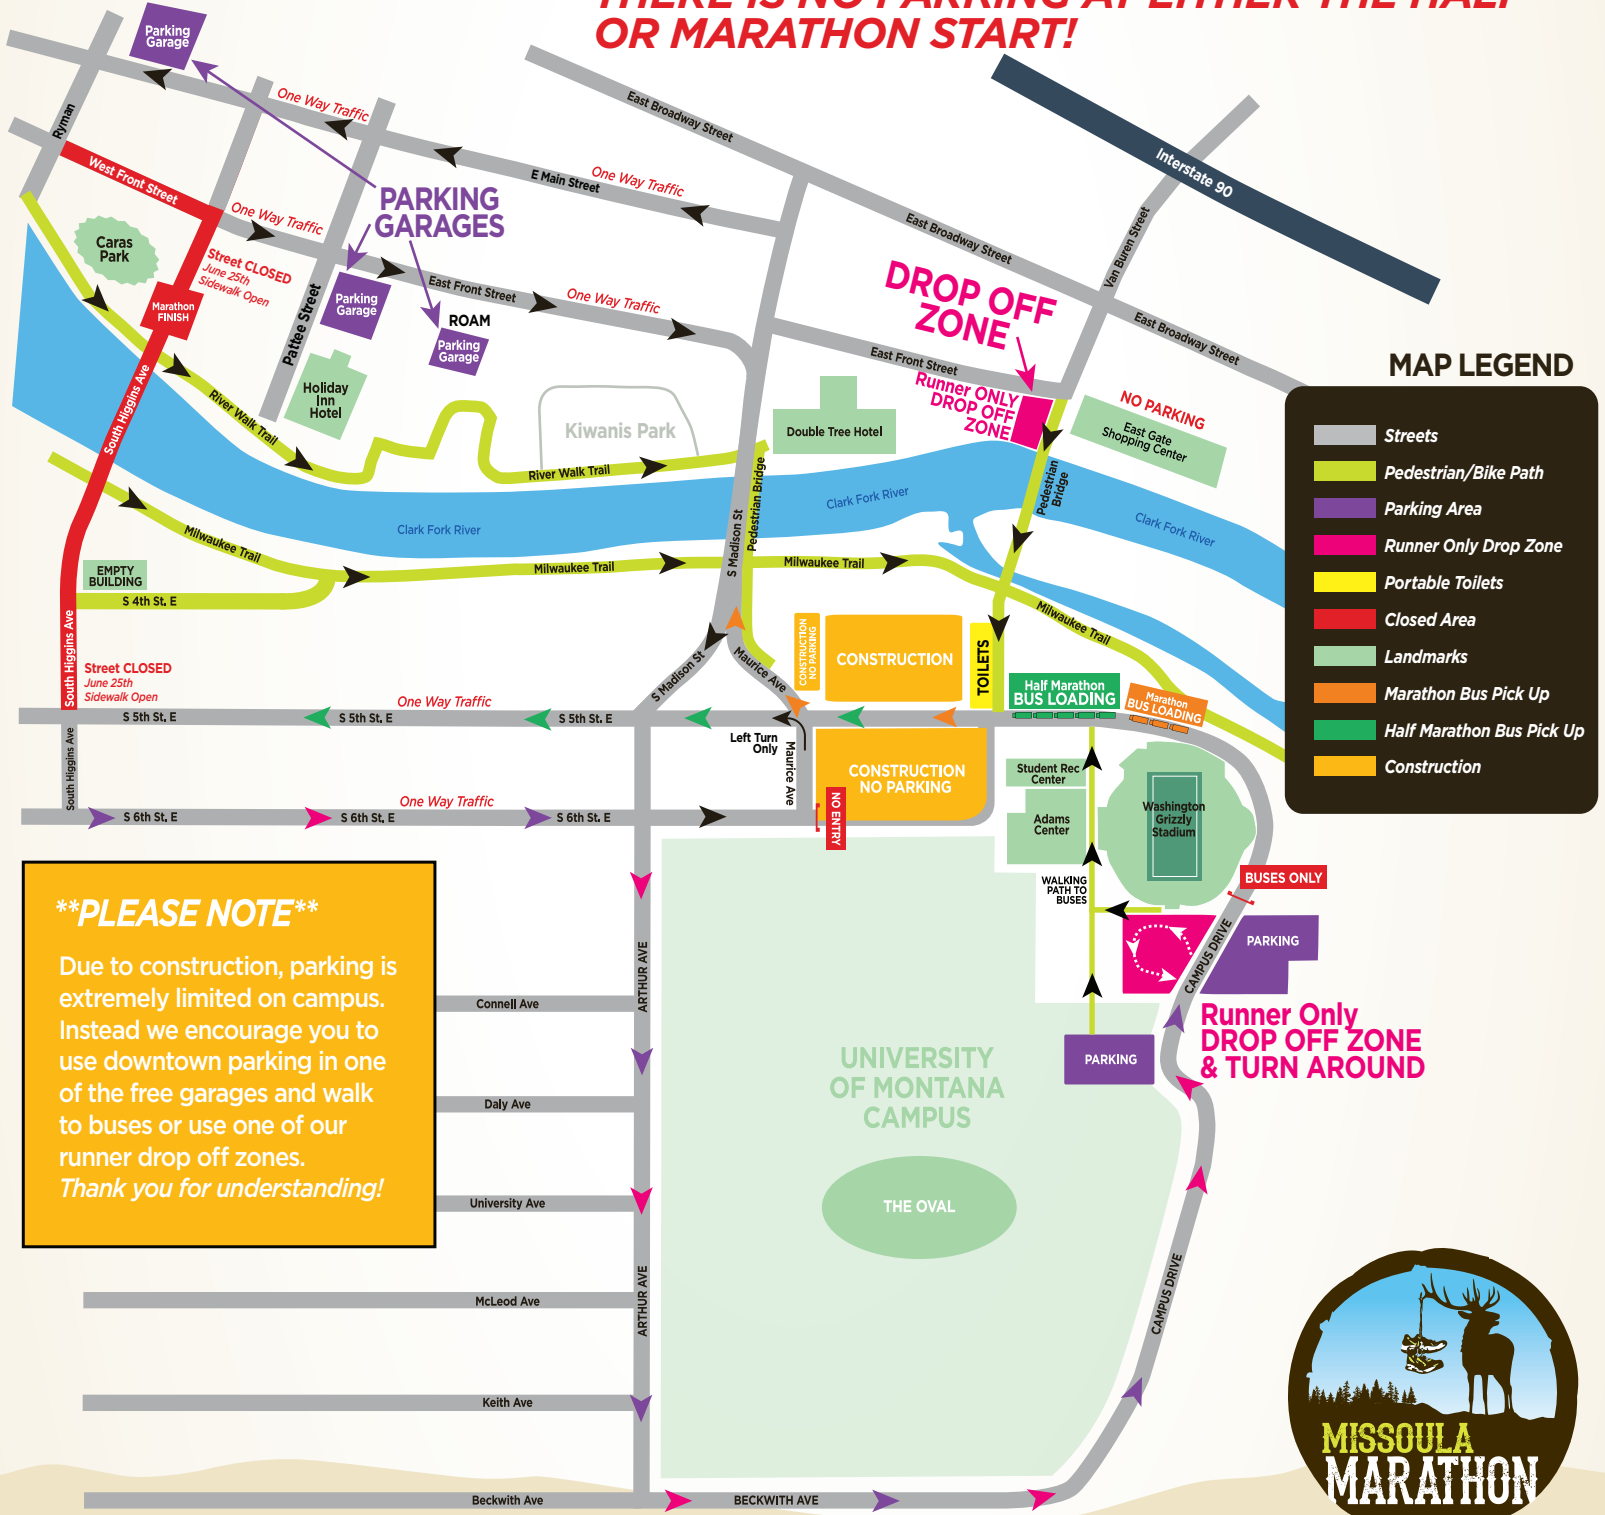 THERE IS NO PARKING AT EITHER THE HALF
OR MARATHON START!
Parking
Garage
Ryman
One Way Traffic
East Broadway Street
Interstate 90
West Front Street
E Main Street
One Way Traffic
PARKING
GARAGES
One Way Traffic
East Broadway Street
Van Buren Street
Caras
Park
Street CLOSED
June 25th
Sidewalk Open
Marathon
FINISH
Pattee Street
Parking
Garage
East Front Street
One Way Traffic
ROAM
Parking
Garage
DROP OFF
ZONE
East Broadway Street
East Front Street
Runner ONLY
DROP OFF
ZONE
NO PARKING
East Gate
Shopping Center
Holiday
Inn
Hotel
South Higgins Ave
River Walk Trail
Kiwanis Park
Double Tree Hotel
River Walk Trail
Pedestrian Bridge
Pedestrian
Bridge
Clark Fork River
Clark Fork River
Clark Fork River
S Madison St
Milwaukee Trail
Milwaukee Trail
Milwaukee Trail
Milwaukee Trail
EMPTY
BUILDING
S 4th St. E
South Higgins Ave
Street CLOSED
June 25th
Sidewalk Open
S Madison St
Maurice Ave
CONSTRUCTION
NO PARKING
CONSTRUCTION
TOILETS
Half Marathon
BUS LOADING
Marathon
BUS LOADING
One Way Traffic
S 5th St. E
S 5th St. E
S 5th St. E
Left Turn
Only
Maurice Ave
South Higgins Ave
CONSTRUCTION
NO PARKING
NO ENTRY
Student Rec
Center
Adams
Center
Washington
Grizzly
Stadium
One Way Traffic
S 6th St. E
S 6th St. E
S 6th St. E
WALKING
PATH TO
BUSES
BUSES ONLY
PARKING
CAMPUS DRIVE
Runner Only
DROP OFF ZONE
& TURN AROUND
PARKING
UNIVERSITY
OF MONTANA
CAMPUS
THE OVAL
ARTHUR AVE
ARTHUR AVE
CAMPUS DRIVE
Connell Ave
Daly Ave
University Ave
McLeod Ave
Keith Ave
Beckwith Ave
BECKWITH AVE
**PLEASE NOTE**
Due to construction, parking is
extremely limited on campus.
Instead we encourage you to
use downtown parking in one
of the free garages and walk
to buses or use one of our
runner drop off zones.
Thank you for understanding!
MAP LEGEND
Streets
Pedestrian/Bike Path
Parking Area
Runner Only Drop Zone
Portable Toilets
Closed Area
Landmarks
Marathon Bus Pick Up
Half Marathon Bus Pick Up
Construction
MISSOULA
MARATHON